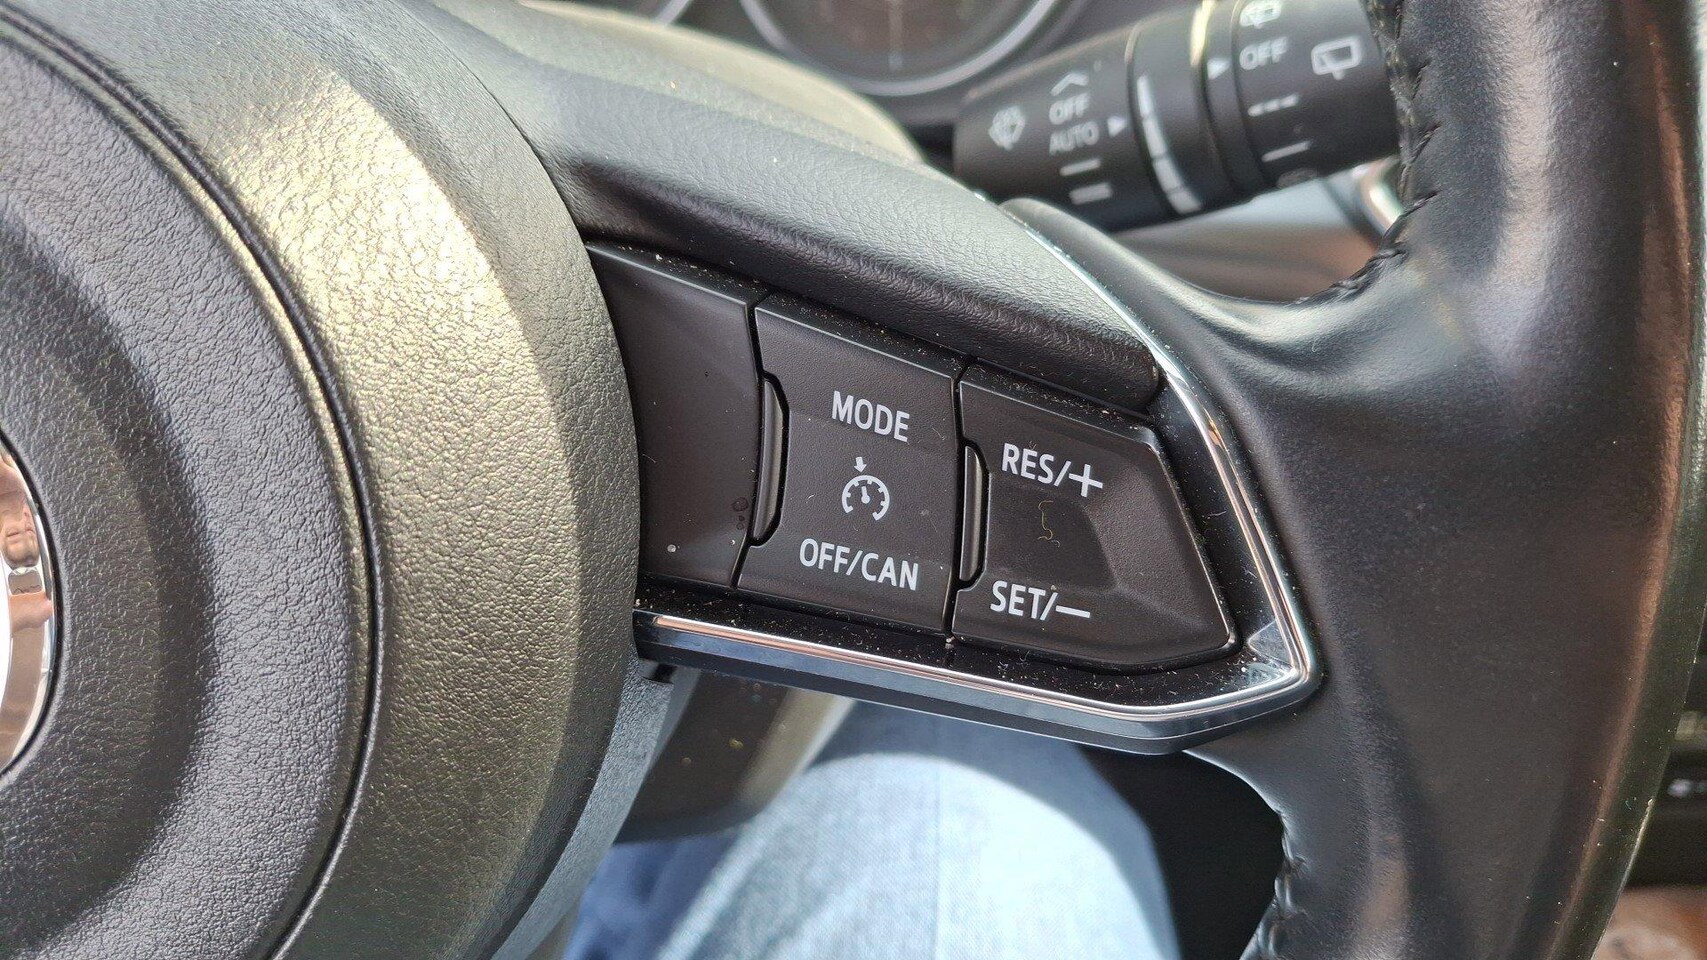 OFF
OFF
AUTO
MODE
OFF/CAN
RES/+
SET/−